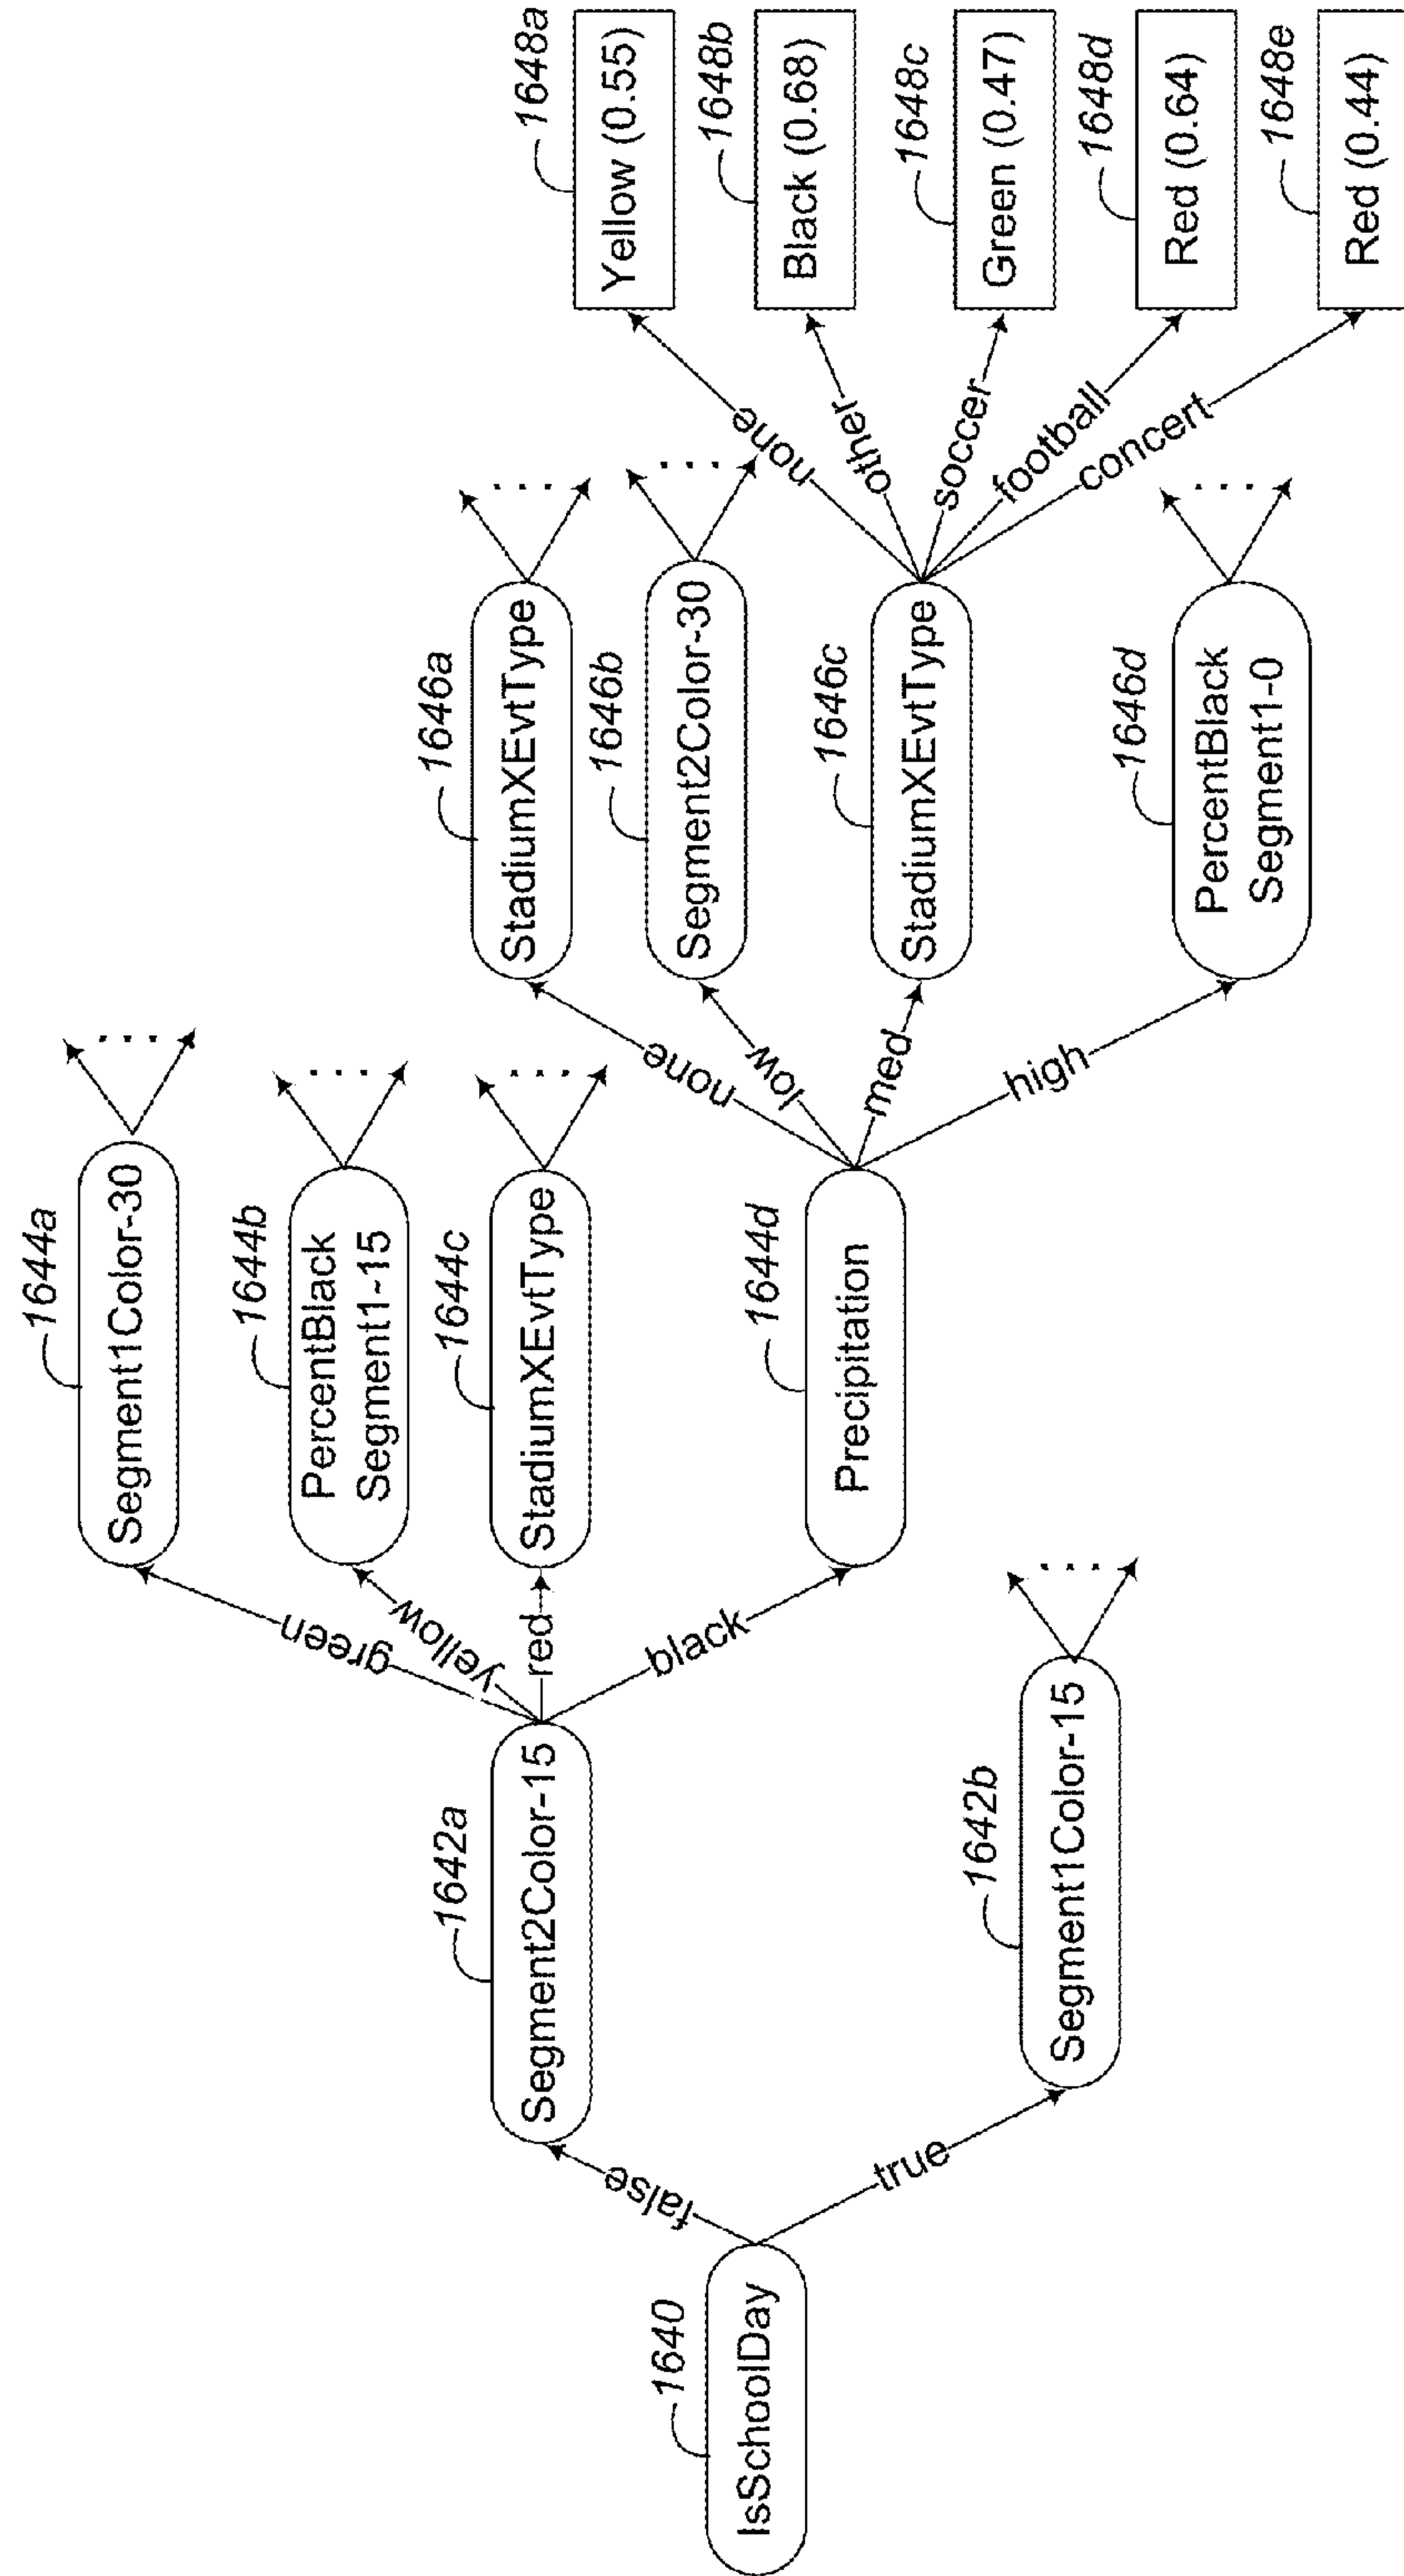 1640
IsSchoolDay
false
true
1642a
Segment2Color-15
1642b
Segment1Color-15
green
yellow
red
black
1644a
Segment1Color-30
1644b
PercentBlack
Segment1-15
1644c
StadiumXEvtType
1644d
Precipitation
none
low
med
high
1646a
StadiumXEvtType
1646b
Segment2Color-30
1646c
StadiumXEvtType
1646d
PercentBlack
Segment1-0
none
other
soccer
football
concert
1648a
Yellow (0.55)
1648b
Black (0.68)
1648c
Green (0.47)
1648d
Red (0.64)
1648e
Red (0.44)